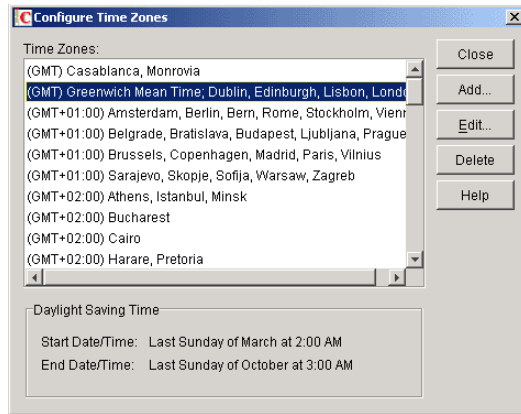 Configure Time Zones
Time Zones:
(GMT) Casablanca, Monrovia
(GMT) Greenwich Mean Time; Dublin, Edinburgh, Lisbon,
(GMT+01:00) Amsterdam, Berlin, Bern, Rome, Stockholm,
(GMT+01:00) Belgrade, Bratislava, Budapest, Ljubljana, Prague
(GMT+01:00) Brussels, Copenhagen, Madrid, Paris, Vilnius
(GMT+01:00) Sarajevo, Skopje, Sofija, Warsaw, Zagreb
(GMT+02:00) Athens, Istanbul, Minsk
(GMT+02:00) Bucharest
(GMT+02:00) Cairo
(GMT+02:00) Harare, Pretoria
Close
Add...
Edit...
Delete
Help
Daylight Saving Time
Start Date/Time: Last Sunday of March at 2:00 AM
End Date/Time: Last Sunday of October at 3:00 AM